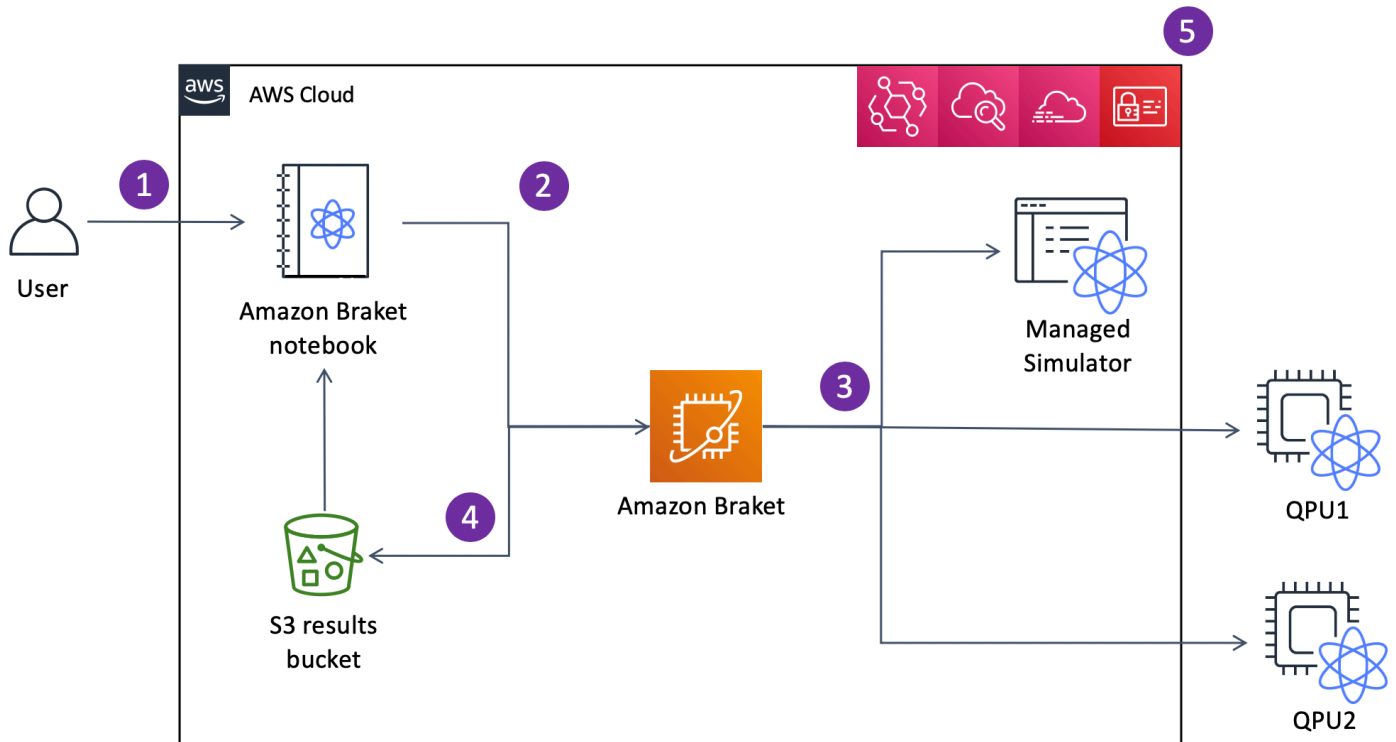 5
aws
AWS Cloud
1
2
User
Amazon Braket
notebook
Managed
Simulator
3
Amazon Braket
4
QPU1
S3 results
bucket
QPU2